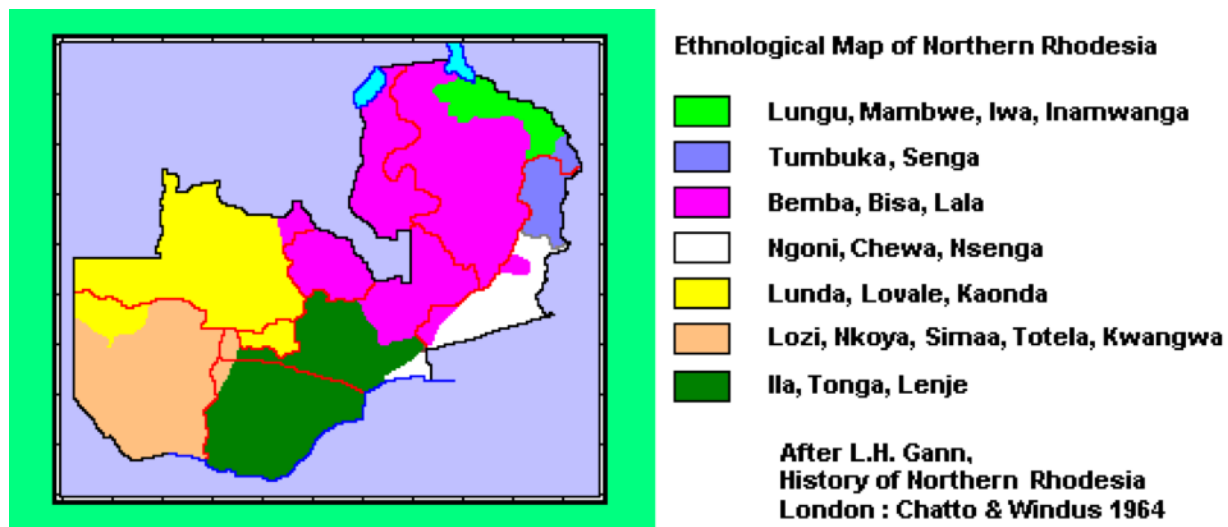 Ethnological Map of Northern Rhodesia
Lungu, Mambwe, Iwa, Inamwanga
Tumbuka, Senga
Bemba, Bisa, Lala
Ngoni, Chewa, Nsenga
Lunda, Lovale, Kaonda
Lozi, Nkoya, Simaa, Totela, Kwangwa
Ila, Tonga, Lenje
After L.H. Gann,
History of Northern Rhodesia
London : Chatto & Windus 1964